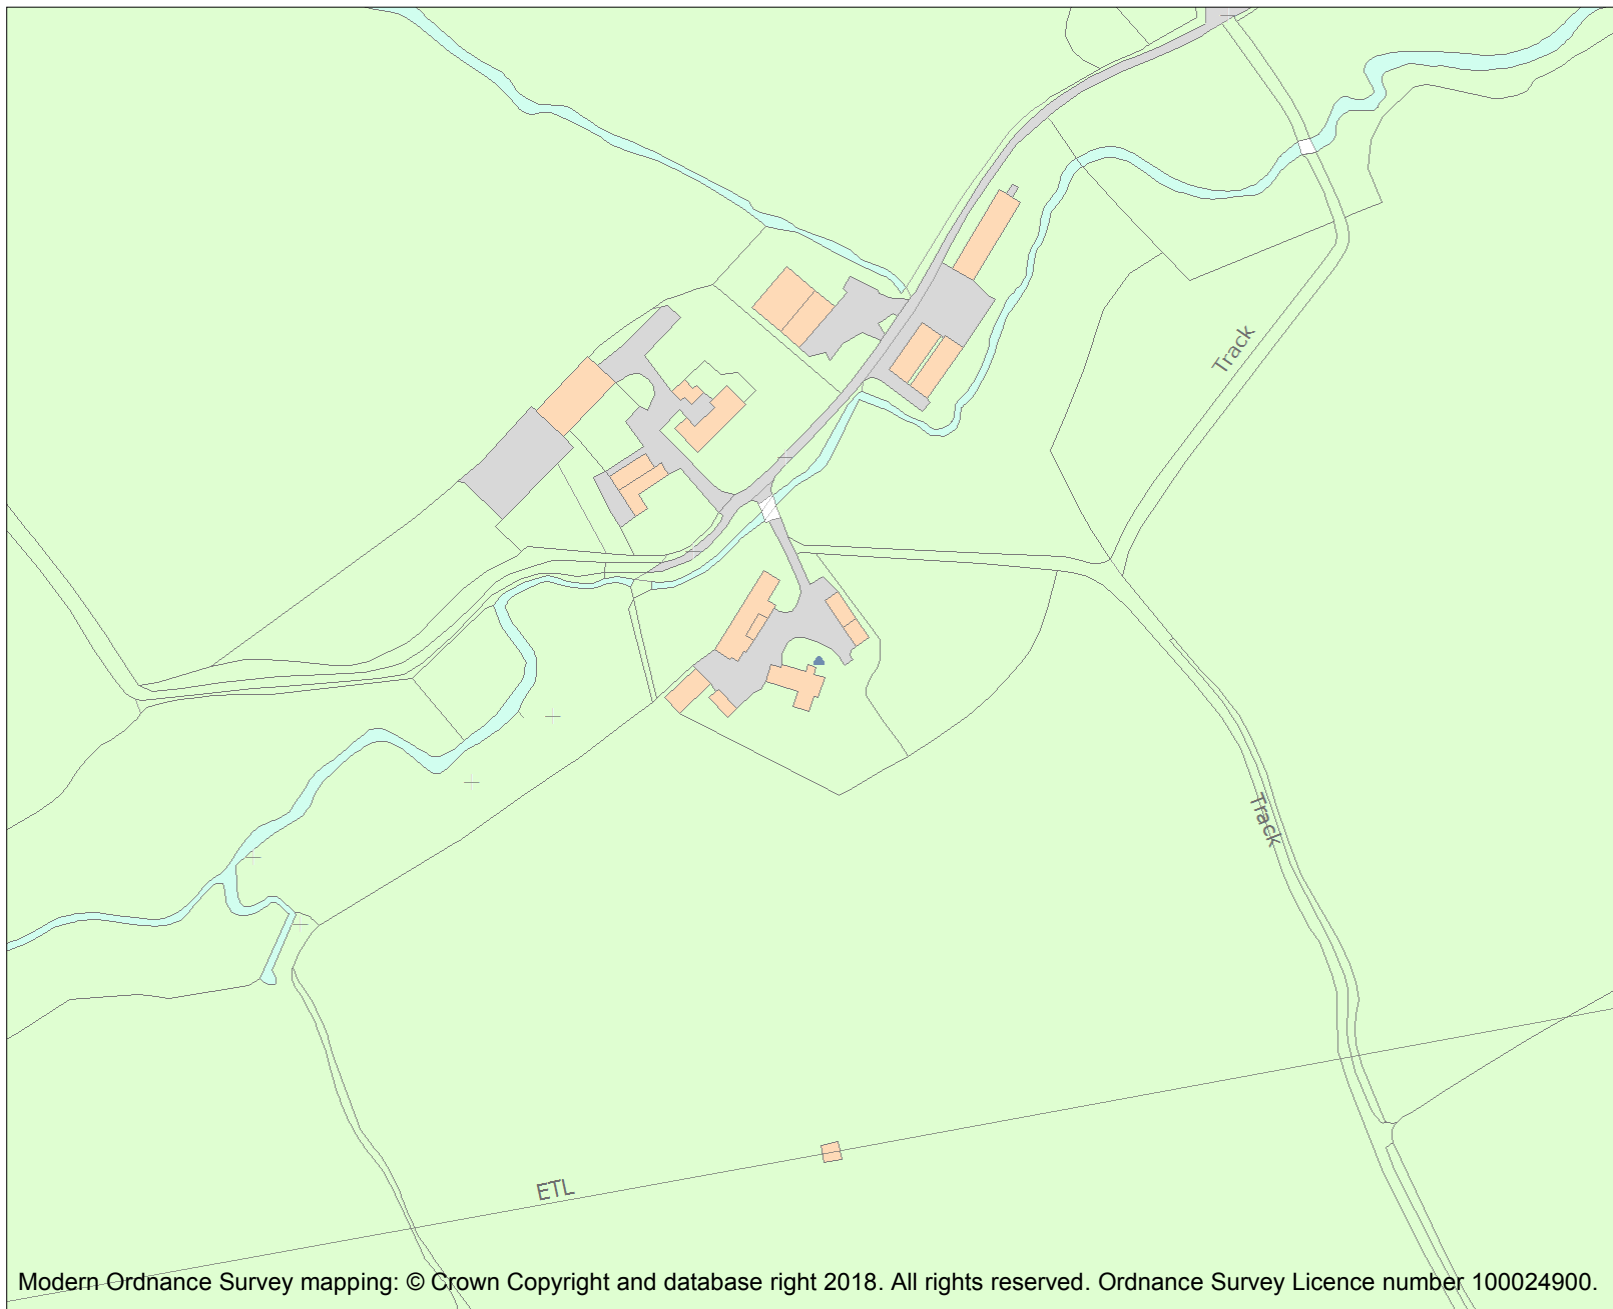 Track
Track
ETL
Modern Ordnance Survey mapping: © Crown Copyright and database right 2018. All rights reserved. Ordnance Survey Licence number 100024900.